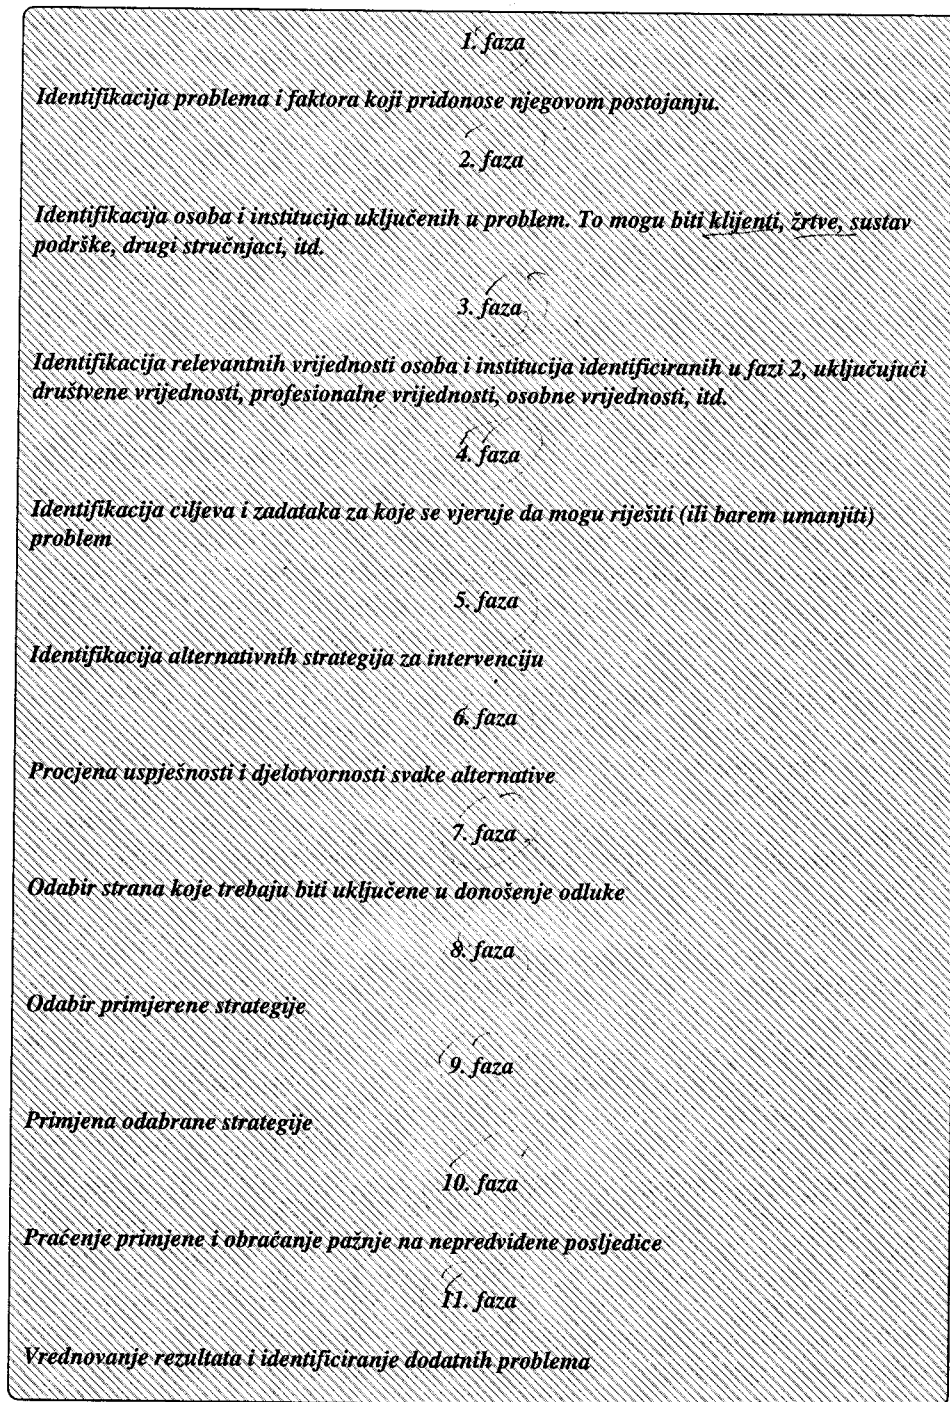 1. faza
Identifikacija problema i faktora koji pridonose njegovom postojanju.
2. faza
Identifikacija osoba i institucija uključenih u problem. To mogu biti klijenti, žrtve, sustav
podrške, drugi stručnjaci, itd.
3. faza
Identifikacija relevantnih vrijednosti osoba i institucija identificiranih u fazi 2, uključujući
društvene vrijednosti, profesionalne vrijednosti, osobne vrijednosti, itd.
4. faza
Identifikacija ciljeva i zadataka za koje se vjeruje da mogu riješiti (ili barem umanjiti)
problem
5. faza
Identifikacija alternativnih strategija za intervenciju
6. faza
Procjena uspješnosti i djelotvornosti svake alternative
7. faza
Odabir strana koje trebaju biti uključene u donošenje odluke
8. faza
Odabir primjerene strategije
9. faza
Primjena odabrane strategije
10. faza
Praćenje primjene i obraćanje pažnje na nepredviđene posljedice
11. faza
Vrednovanje rezultata i identificiranje dodatnih problema